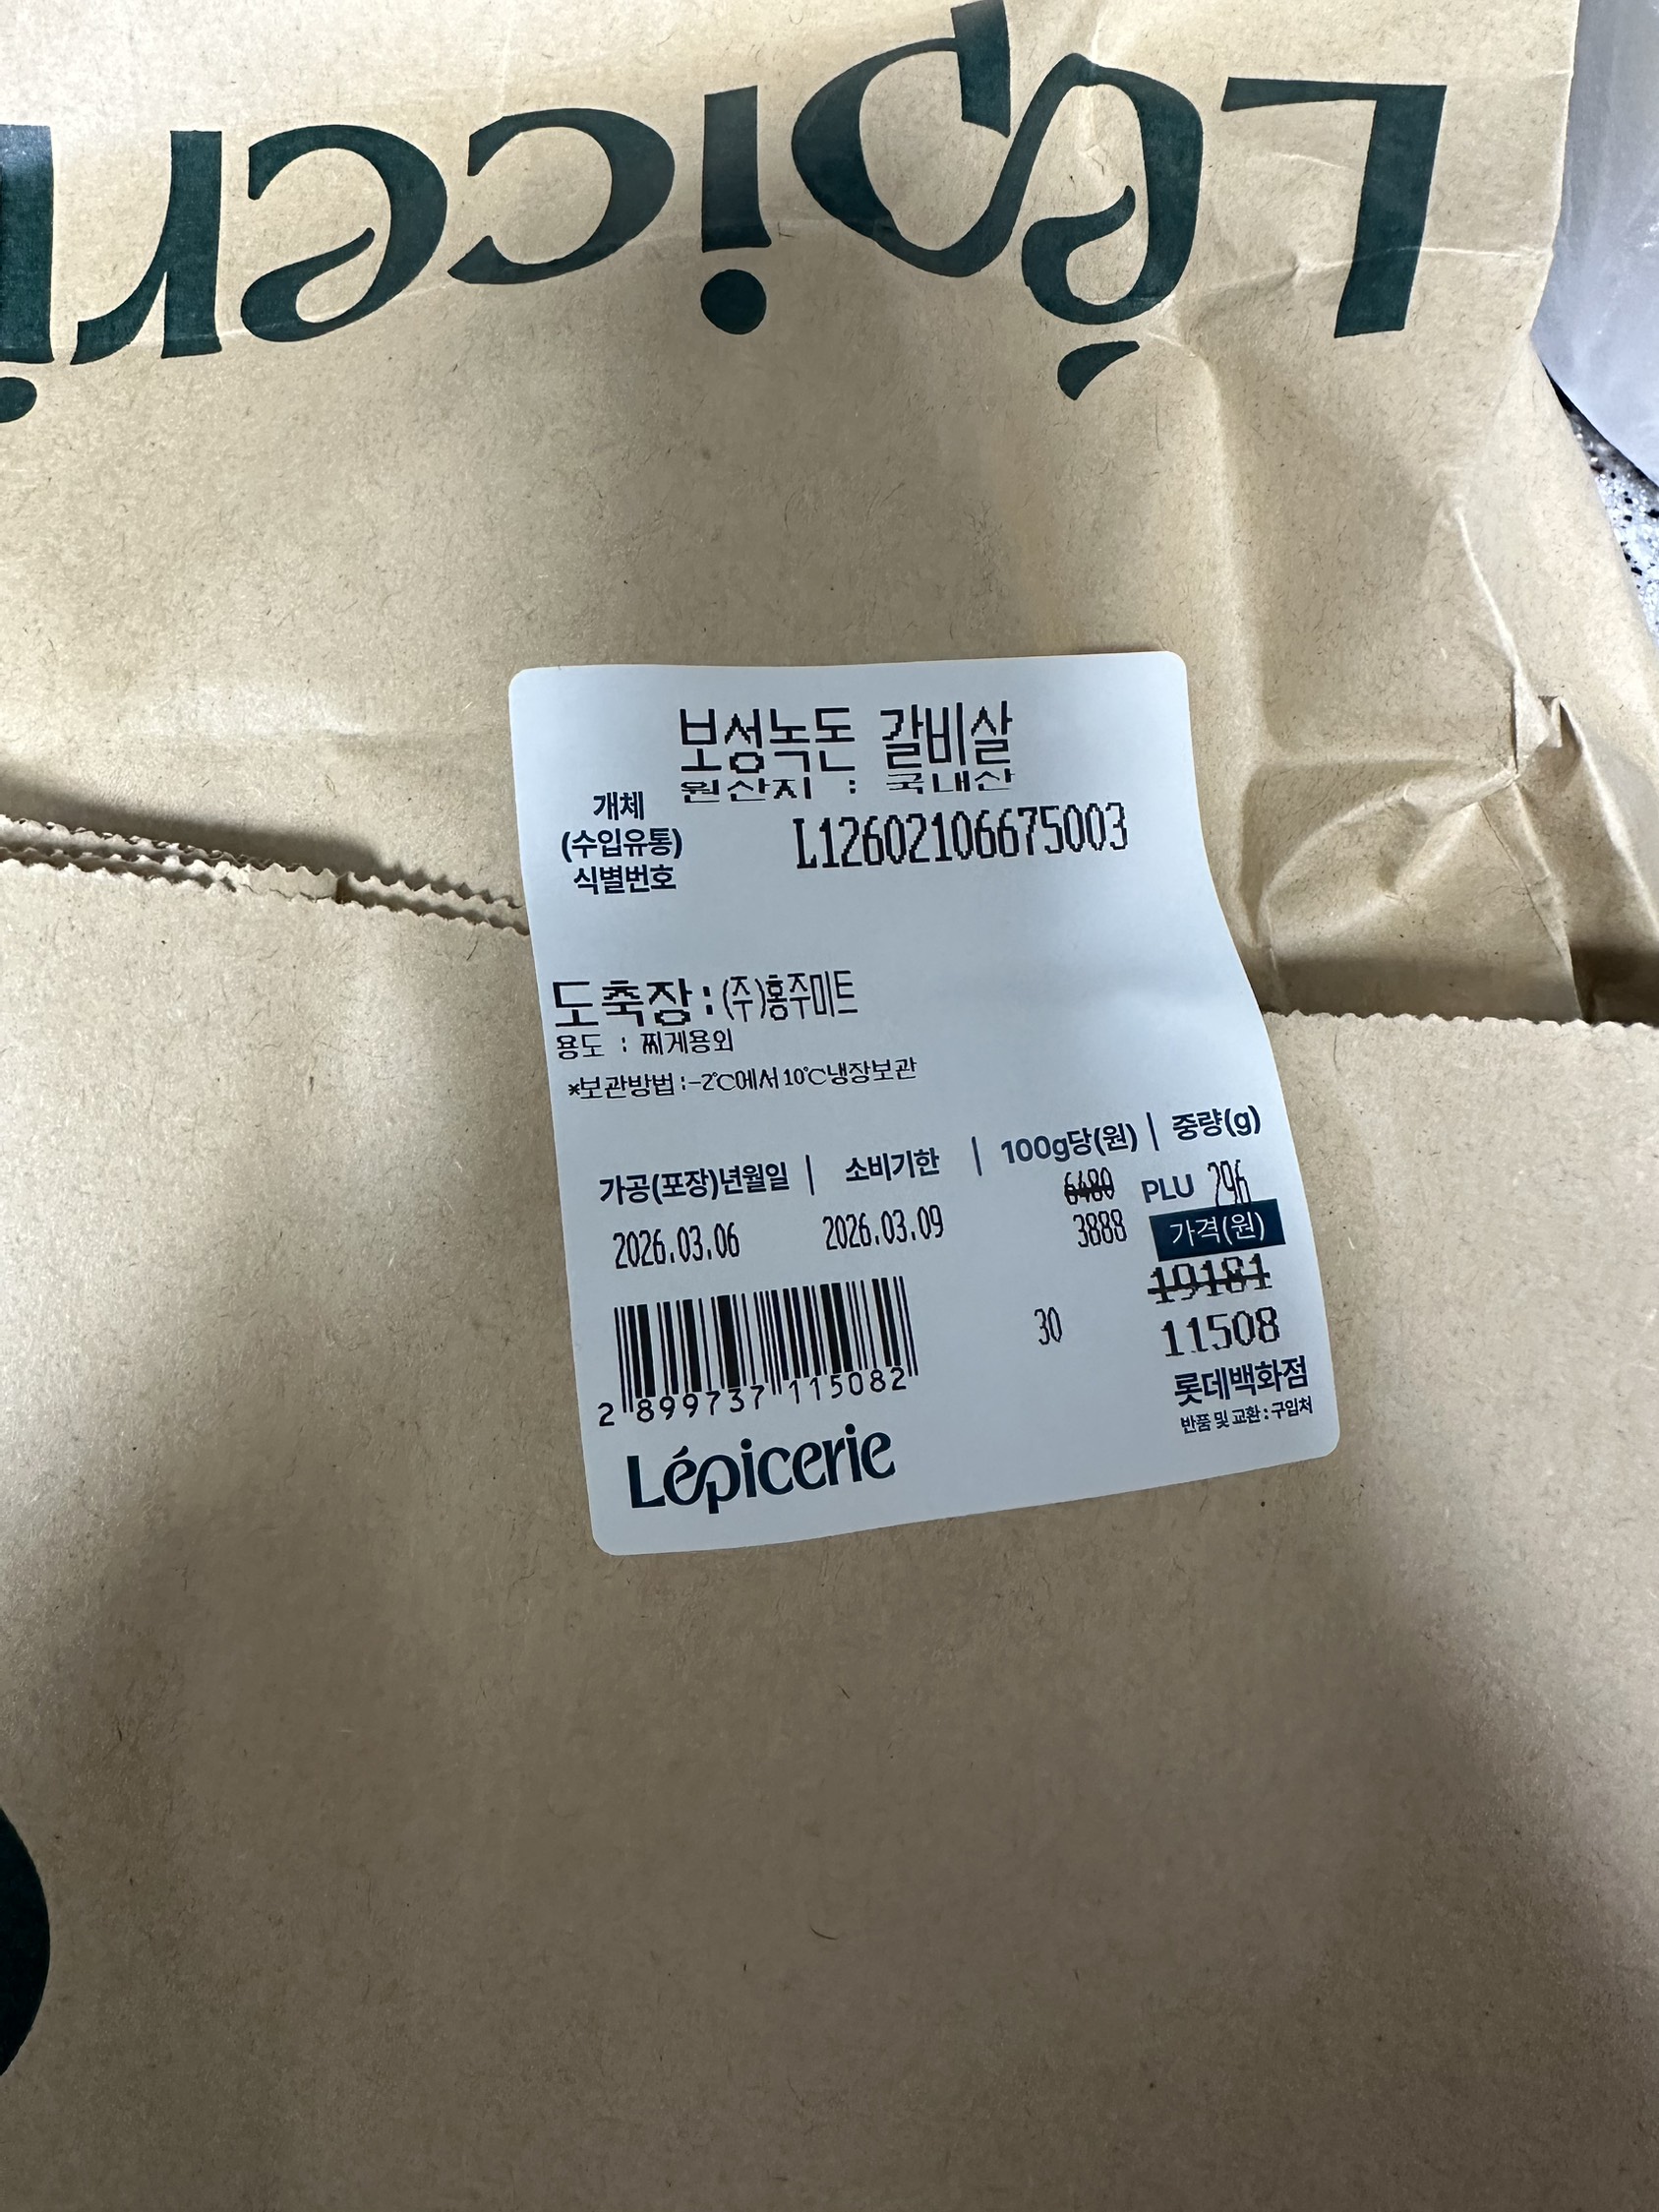 Lépiceri
보성녹돈 갈비살
원산지 : 국내산
개체
(수입유통)
식별번호
L12602106675003
도축장:(주)홍주미트
용도 : 찌게용외
*보관방법:-2℃에서10℃냉장보관
가공(포장)년월일 | 소비기한 | 100g당(원) | 중량(g)
6480 PLU 296
2026.03.06 2026.03.09 3888 가격(원)
19181
30 11508
2 899737 115082
롯데백화점
반품 및 교환 : 구입처
Lépicerie